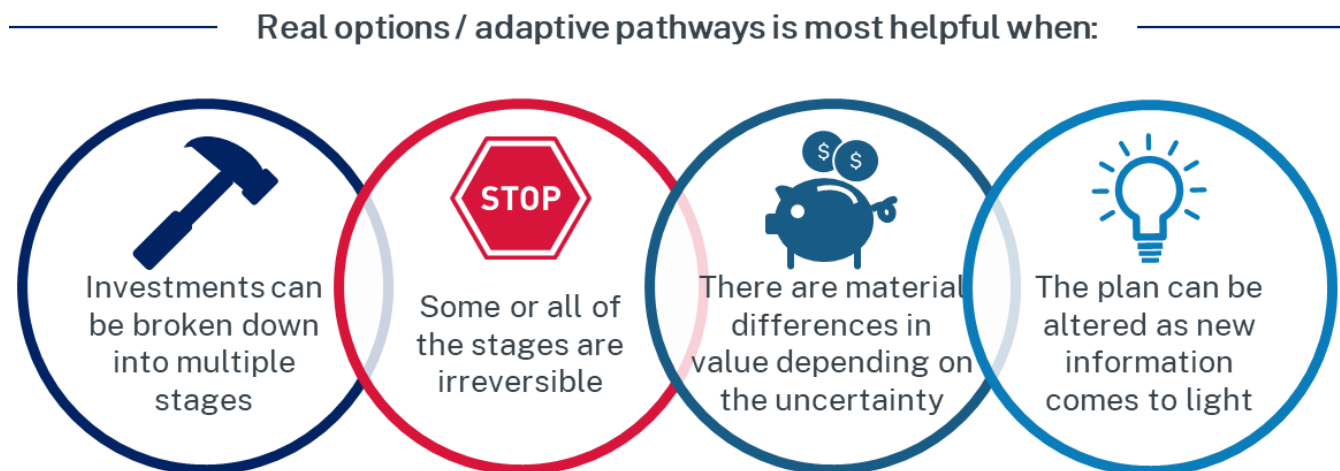 Real options / adaptive pathways is most helpful when:
Investments can
be broken down
into multiple
stages
STOP
Some or all of
the stages are
irreversible
$ $
There are material
differences in
value depending on
the uncertainty
The plan can be
altered as new
information
comes to light